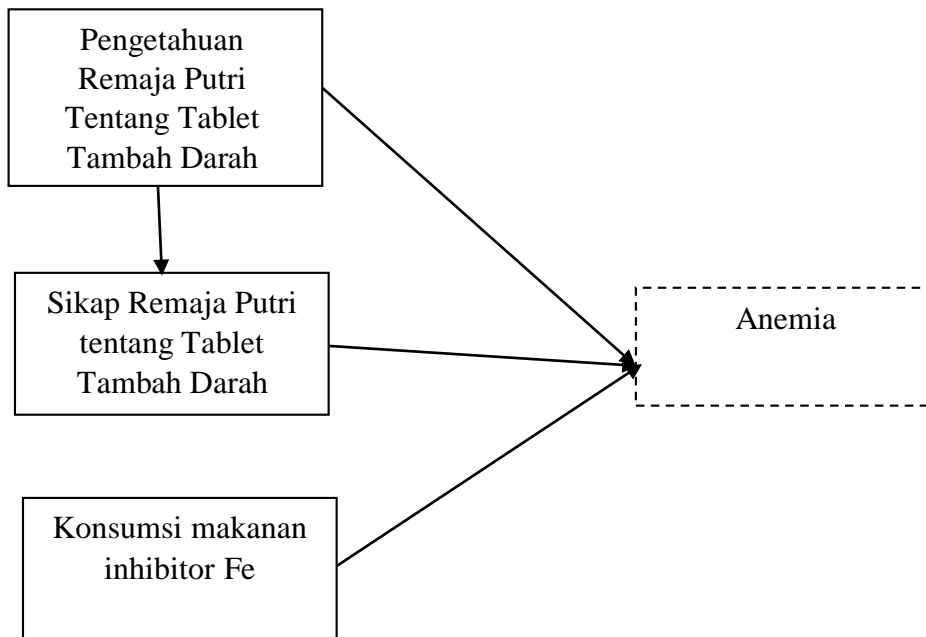 Pengetahuan
Remaja Putri
Tentang Tablet
Tambah Darah
Sikap Remaja Putri
tentang Tablet
Tambah Darah
Anemia
Konsumsi makanan
inhibitor Fe